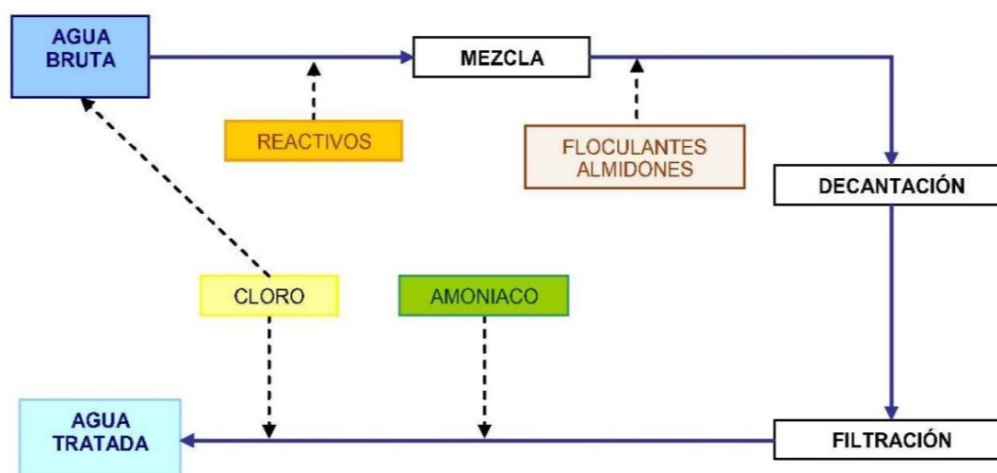 AGUA
BRUTA
MEZCLA
REACTIVOS
FLOCULANTES
ALMIDONES
DECANTACIÓN
CLORO
AMONIACO
AGUA
TRATADA
FILTRACIÓN